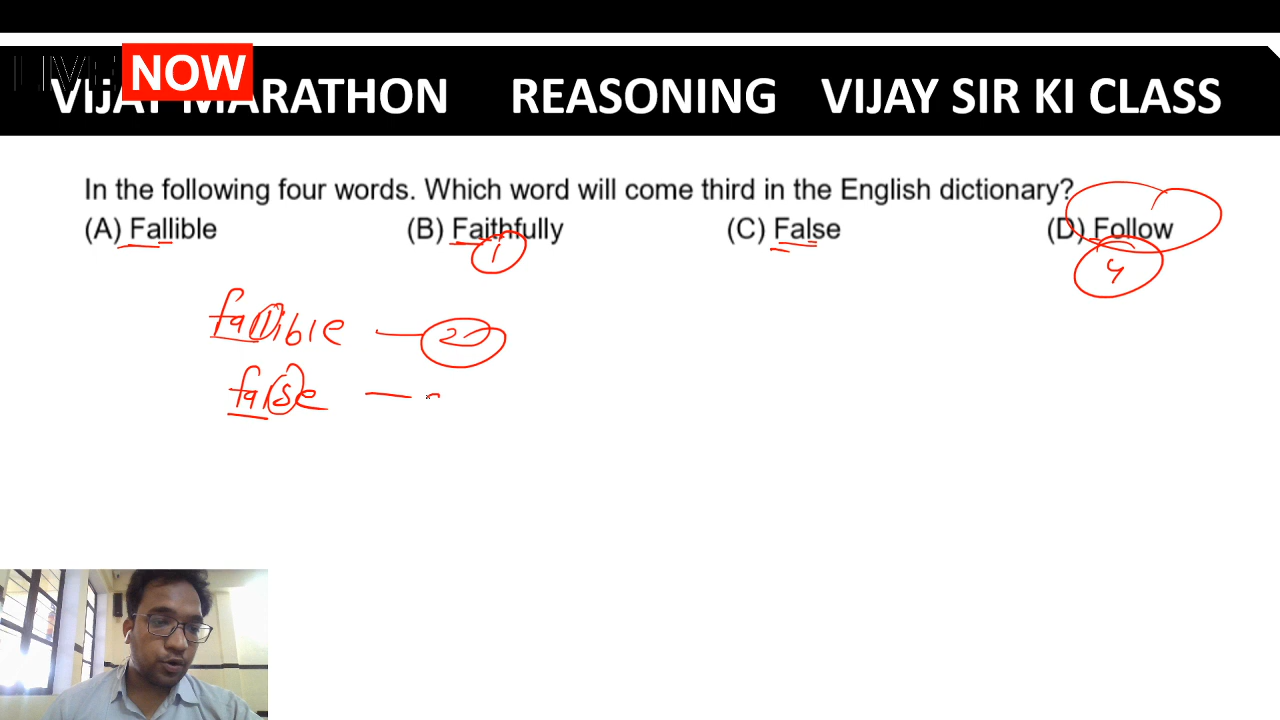 LIVE NOW
VIJAY MARATHON REASONING VIJAY SIR KI CLASS
In the following four words. Which word will come third in the English dictionary?
(A) Fallible (B) Faithfully (C) False (D) Follow
1 4
fallible — 2
false —